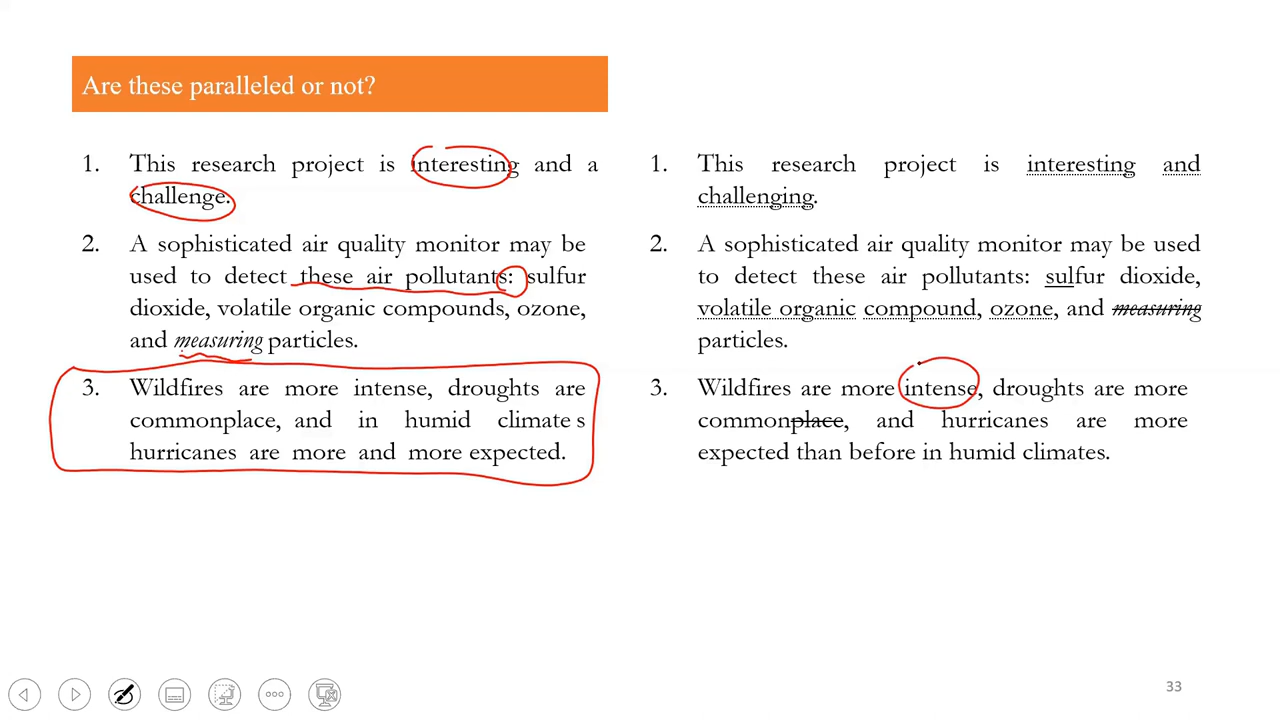 Are these paralleled or not?
1. This research project is interesting and a
challenge.
2. A sophisticated air quality monitor may be
used to detect these air pollutants: sulfur
dioxide, volatile organic compounds, ozone,
and measuring particles.
3. Wildfires are more intense, droughts are
commonplace, and in humid climates
hurricanes are more and more expected.
1. This research project is interesting and
challenging.
2. A sophisticated air quality monitor may be used
to detect these air pollutants: sulfur dioxide,
volatile organic compound, ozone, and measuring
particles.
3. Wildfires are more intense, droughts are more
commonplace, and hurricanes are more
expected than before in humid climates.
33